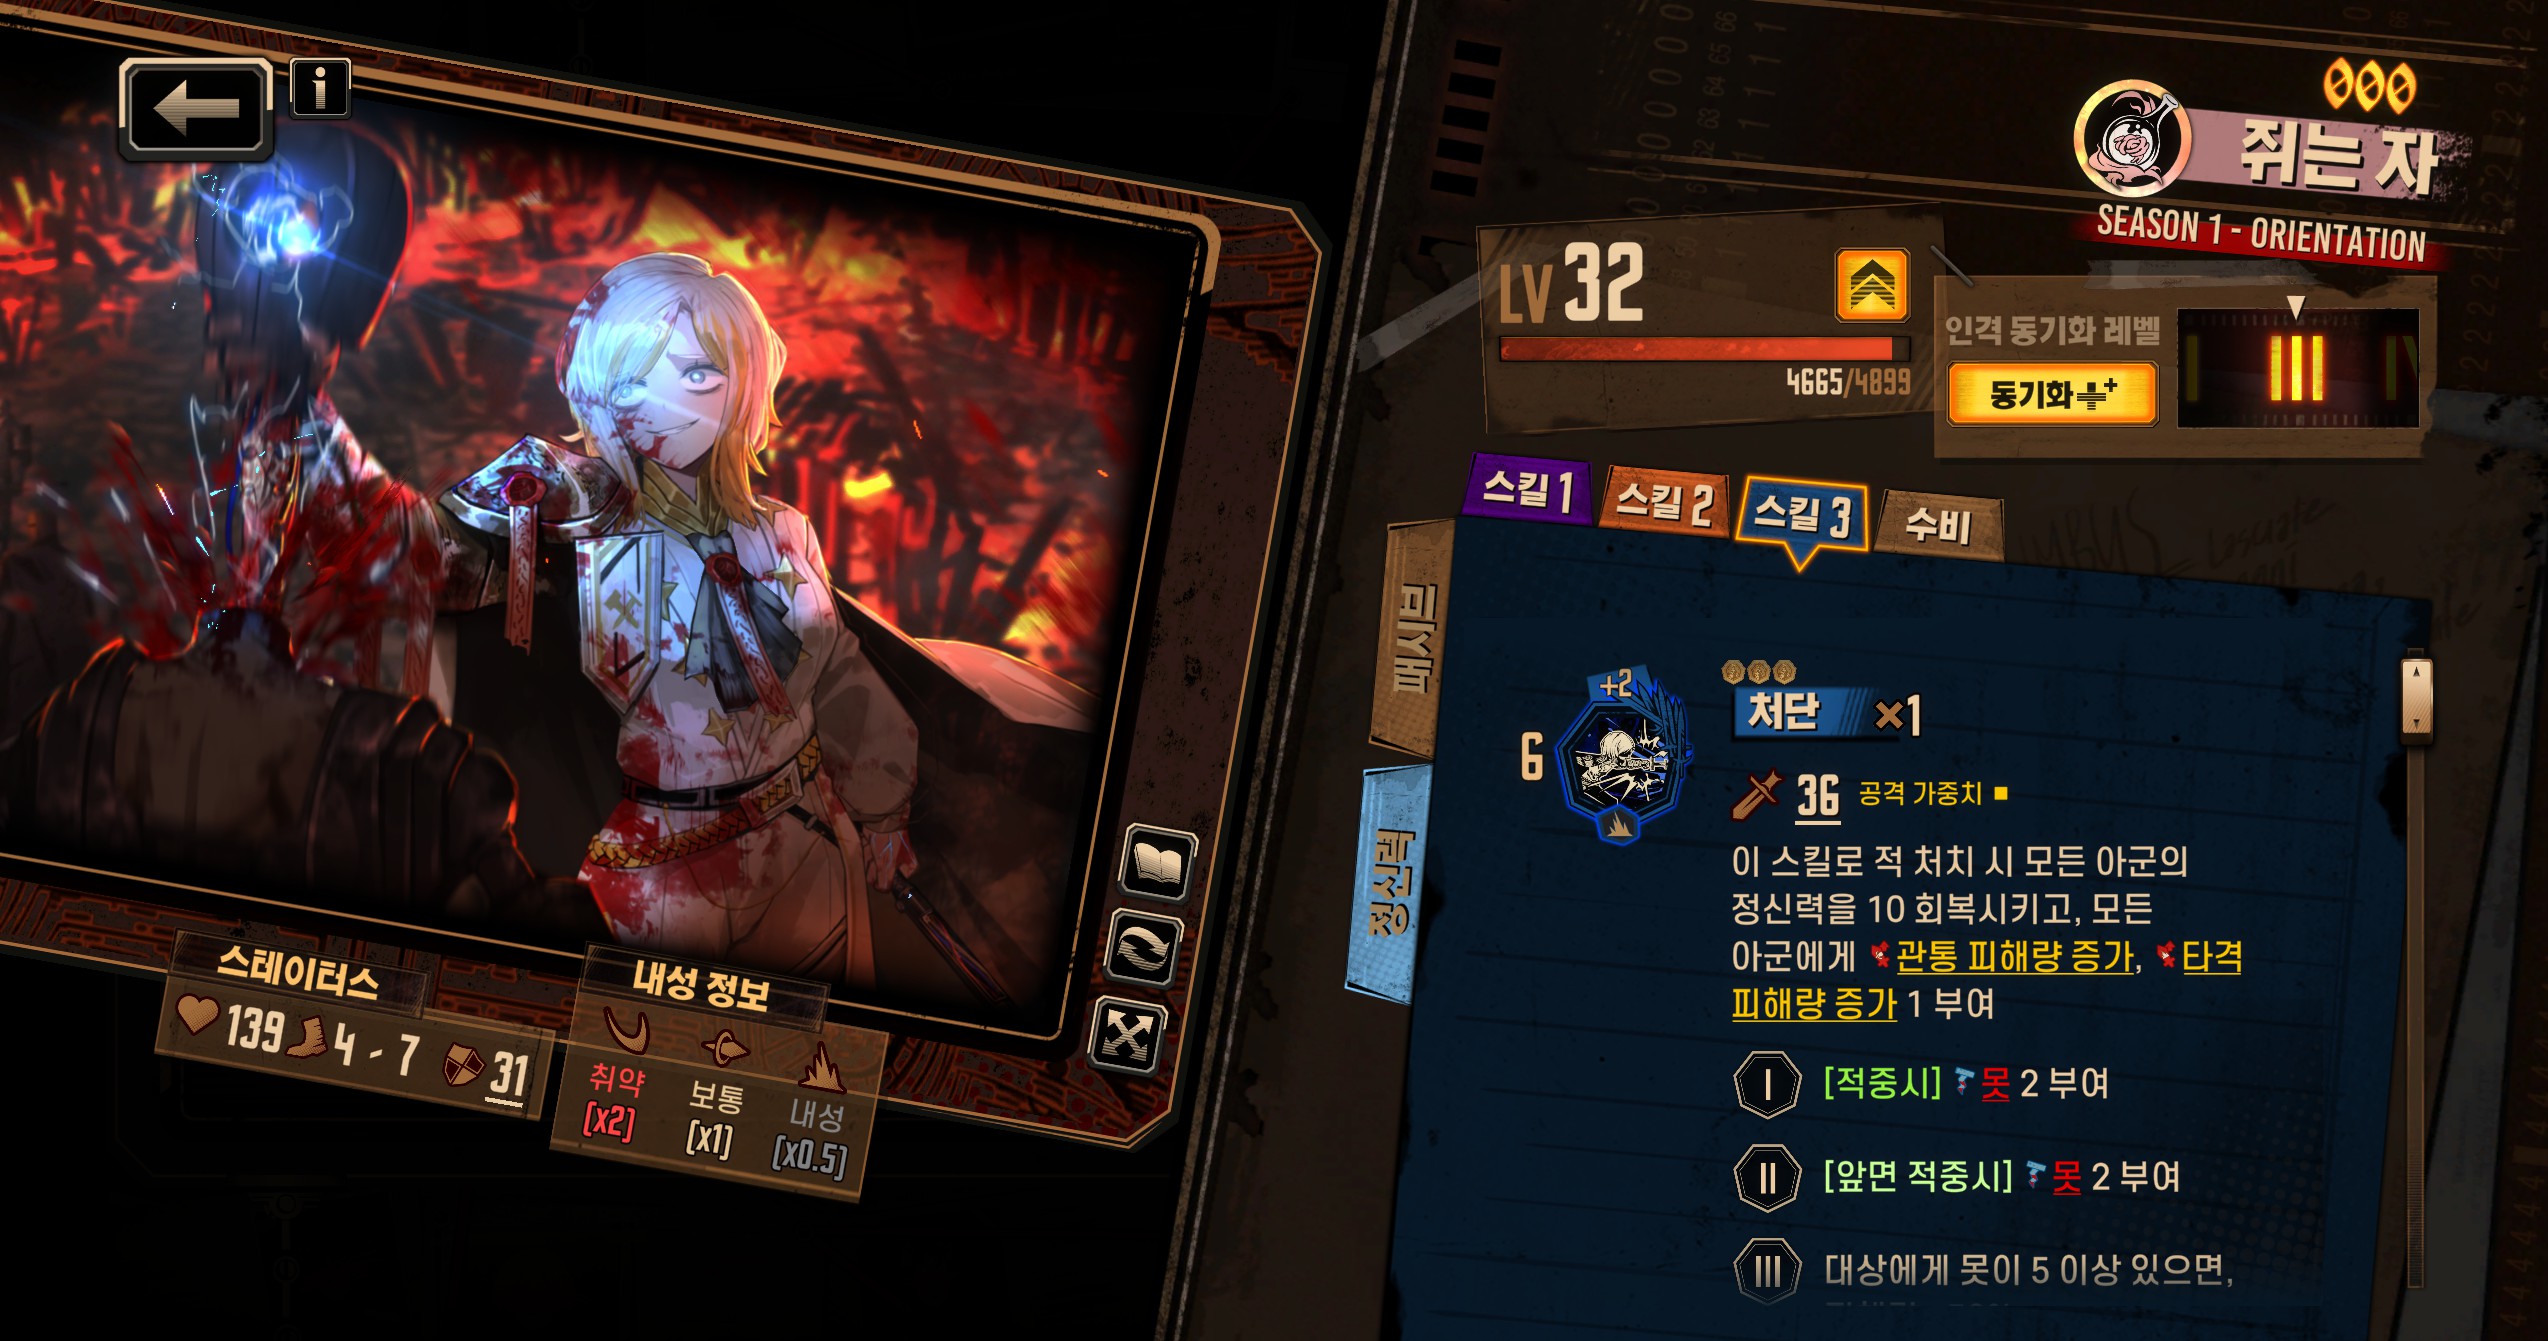 쥐는 자
SEASON 1 - ORIENTATION
LV 32
4665/4899
인격 동기화 레벨
동기화
III
스킬 1
스킬 2
스킬 3
수비
패시브
정신력
+2
6
처단 ×1
36 공격 가중치 ■
이 스킬로 적 처치 시 모든 아군의
정신력을 10 회복시키고, 모든
아군에게 관통 피해량 증가, 타격
피해량 증가 1 부여
I [적중시] 못 2 부여
II [앞면 적중시] 못 2 부여
III 대상에게 못이 5 이상 있으면,
스테이터스
139 4 - 7 31
내성 정보
취약 보통 내성
[x2] [x1] [x0.5]